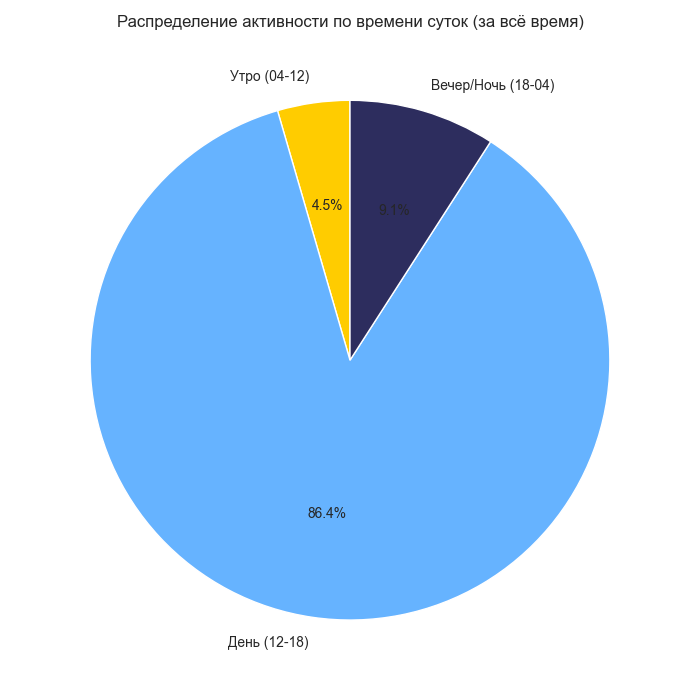 Распределение активности по времени суток (за всё время)
Утро (04-12)
Вечер/Ночь (18-04)
4.5%
9.1%
86.4%
День (12-18)